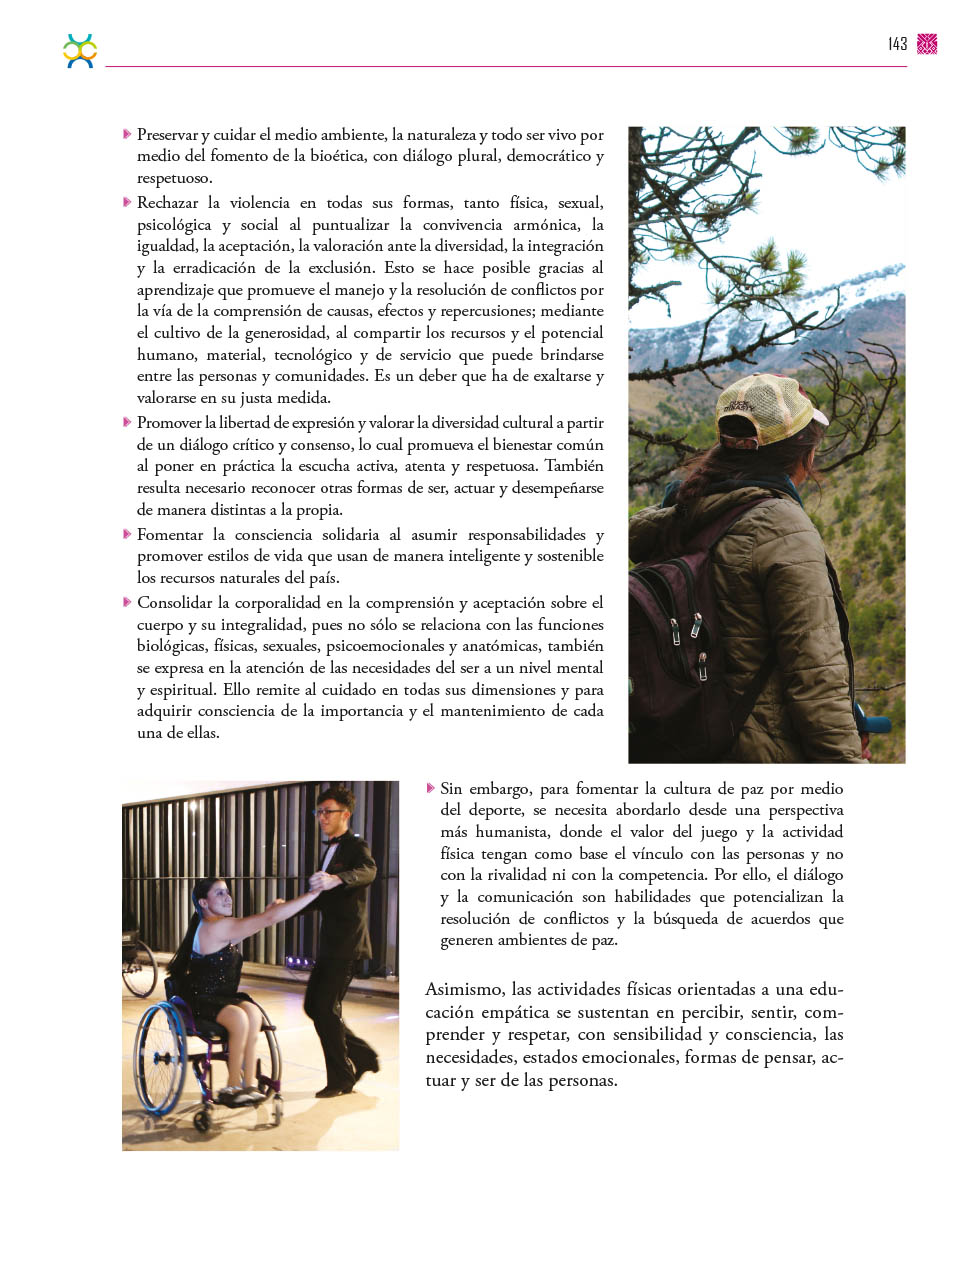 143
Preservar y cuidar el medio ambiente, la naturaleza y todo ser vivo por
medio del fomento de la bioética, con diálogo plural, democrático y
respetuoso.
Rechazar la violencia en todas sus formas, tanto física, sexual,
psicológica y social al puntualizar la convivencia armónica, la
igualdad, la aceptación, la valoración ante la diversidad, la integración
y la erradicación de la exclusión. Esto se hace posible gracias al
aprendizaje que promueve el manejo y la resolución de conflictos por
la vía de la comprensión de causas, efectos y repercusiones; mediante
el cultivo de la generosidad, al compartir los recursos y el potencial
humano, material, tecnológico y de servicio que puede brindarse
entre las personas y comunidades. Es un deber que ha de exaltarse y
valorarse en su justa medida.
Promover la libertad de expresión y valorar la diversidad cultural a partir
de un diálogo crítico y consenso, lo cual promueva el bienestar común
al poner en práctica la escucha activa, atenta y respetuosa. También
resulta necesario reconocer otras formas de ser, actuar y desempeñarse
de manera distintas a la propia.
Fomentar la consciencia solidaria al asumir responsabilidades y
promover estilos de vida que usan de manera inteligente y sostenible
los recursos naturales del país.
Consolidar la corporalidad en la comprensión y aceptación sobre el
cuerpo y su integralidad, pues no sólo se relaciona con las funciones
biológicas, físicas, sexuales, psicoemocionales y anatómicas, también
se expresa en la atención de las necesidades del ser a un nivel mental
y espiritual. Ello remite al cuidado en todas sus dimensiones y para
adquirir consciencia de la importancia y el mantenimiento de cada
una de ellas.
DUCK
DYNASTY
Sin embargo, para fomentar la cultura de paz por medio
del deporte, se necesita abordarlo desde una perspectiva
más humanista, donde el valor del juego y la actividad
física tengan como base el vínculo con las personas y no
con la rivalidad ni con la competencia. Por ello, el diálogo
y la comunicación son habilidades que potencializan la
resolución de conflictos y la búsqueda de acuerdos que
generen ambientes de paz.
Asimismo, las actividades físicas orientadas a una edu-
cación empática se sustentan en percibir, sentir, com-
prender y respetar, con sensibilidad y consciencia, las
necesidades, estados emocionales, formas de pensar, ac-
tuar y ser de las personas.